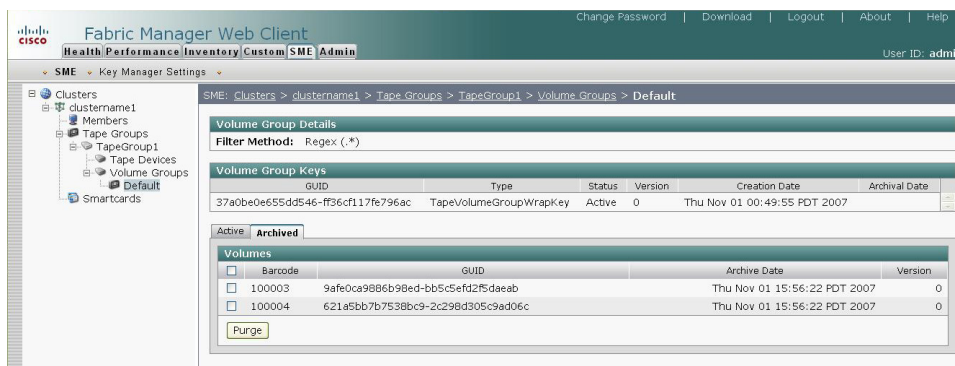 Change Password | Download | Logout | About | Help
cisco
Fabric Manager Web Client
Health Performance Inventory Custom SME Admin
User ID: admi
SME Key Manager Settings
Clusters
clustername1
Members
Tape Groups
TapeGroup1
Tape Devices
Volume Groups
Default
Smartcards
SME: Clusters > clustername1 > Tape Groups > TapeGroup1 > Volume Groups > Default
Volume Group Details
Filter Method: Regex (.*)
Volume Group Keys
GUID Type Status Version Creation Date Archival Date
37a0be0e655dd546-ff36cf117fe796ac TapeVolumeGroupWrapKey Active 0 Thu Nov 01 00:49:55 PDT 2007
Active Archived
Volumes
Barcode GUID Archive Date Version
100003 9afe0ca9886b98ed-bb5c5efd2f5daeab Thu Nov 01 15:56:22 PDT 2007 0
100004 621a5bb7b7538bc9-2c298d305c9ad06c Thu Nov 01 15:56:22 PDT 2007 0
Purge